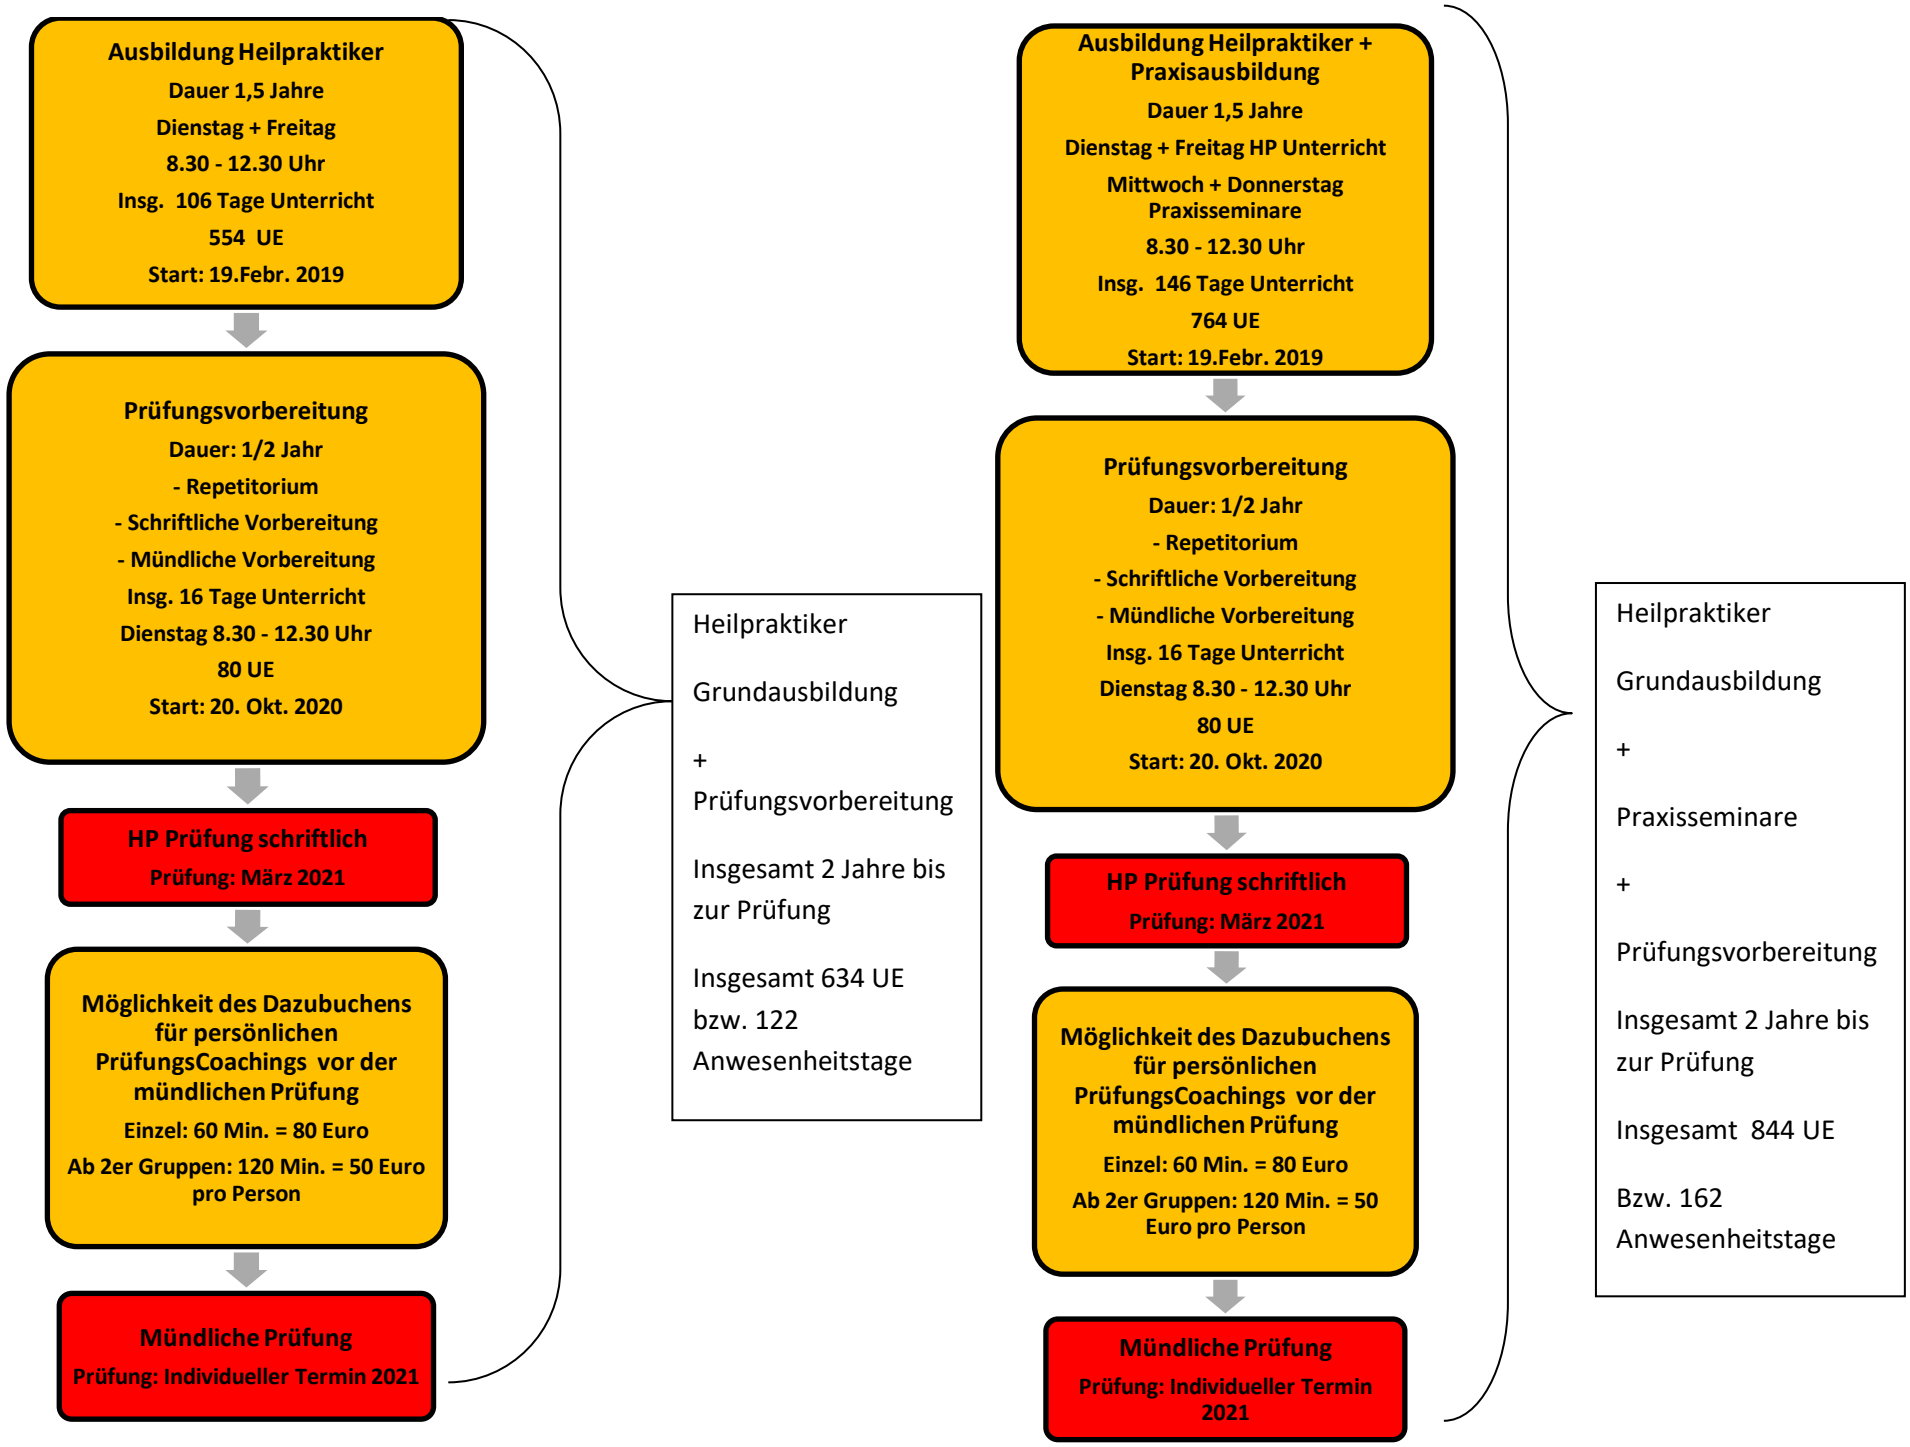 Ausbildung Heilpraktiker
Dauer 1,5 Jahre
Dienstag + Freitag
8.30 - 12.30 Uhr
Insg.  106 Tage Unterricht
554  UE
Start: 19.Febr. 2019
Prüfungsvorbereitung
Dauer: 1/2 Jahr
- Repetitorium
- Schriftliche Vorbereitung
- Mündliche Vorbereitung
Insg. 16 Tage Unterricht
Dienstag 8.30 - 12.30 Uhr
80 UE
Start: 20. Okt. 2020
HP Prüfung schriftlich
Prüfung: März 2021
Möglichkeit des Dazubuchens
für persönlichen
PrüfungsCoachings  vor der
mündlichen Prüfung
Einzel: 60 Min. = 80 Euro
Ab 2er Gruppen: 120 Min. = 50 Euro
pro Person
Mündliche Prüfung
Prüfung: Individueller Termin 2021
Heilpraktiker
Grundausbildung
+
Prüfungsvorbereitung
Insgesamt 2 Jahre bis
zur Prüfung
Insgesamt 634 UE
bzw. 122
Anwesenheitstage
Ausbildung Heilpraktiker +
Praxisausbildung
Dauer 1,5 Jahre
Dienstag + Freitag HP Unterricht
Mittwoch + Donnerstag
Praxisseminare
8.30 - 12.30 Uhr
Insg.  146 Tage Unterricht
764 UE
Start: 19.Febr. 2019
Prüfungsvorbereitung
Dauer: 1/2 Jahr
- Repetitorium
- Schriftliche Vorbereitung
- Mündliche Vorbereitung
Insg. 16 Tage Unterricht
Dienstag 8.30 - 12.30 Uhr
80 UE
Start: 20. Okt. 2020
HP Prüfung schriftlich
Prüfung: März 2021
Möglichkeit des Dazubuchens
für persönlichen
PrüfungsCoachings  vor der
mündlichen Prüfung
Einzel: 60 Min. = 80 Euro
Ab 2er Gruppen: 120 Min. = 50
Euro pro Person
Mündliche Prüfung
Prüfung: Individueller Termin
2021
Heilpraktiker
Grundausbildung
+
Praxisseminare
+
Prüfungsvorbereitung
Insgesamt 2 Jahre bis
zur Prüfung
Insgesamt  844 UE
Bzw. 162
Anwesenheitstage